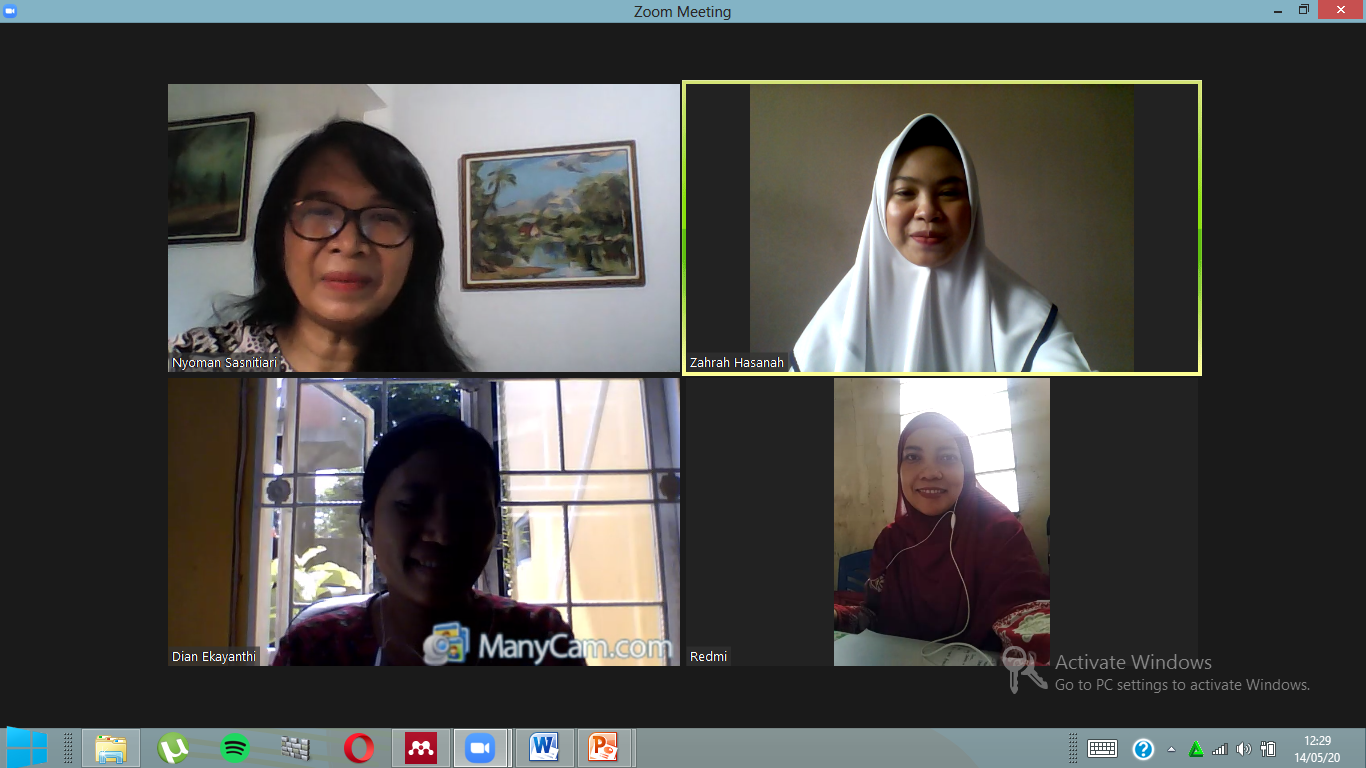 Zoom Meeting
Nyoman Sasnitiari
Zahrah Hasanah
Dian Ekayanthi
ManyCam.com
Redmi
Activate Windows
Go to PC settings to activate Windows.
12:29
14/05/20